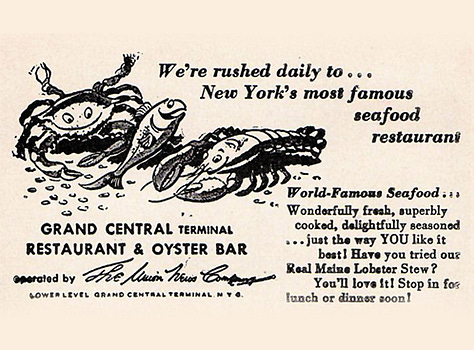 We're rushed daily to...
New York's most famous
seafood
restaurant
World-Famous Seafood...
Wonderfully fresh, superbly
cooked, delightfully seasoned
...just the way YOU like it
best! Have you tried our
Real Maine Lobster Stew?
You'll love it! Stop in for
lunch or dinner soon!
GRAND CENTRAL TERMINAL
RESTAURANT & OYSTER BAR
operated by The Union News Company
LOWER LEVEL GRAND CENTRAL TERMINAL N Y C.